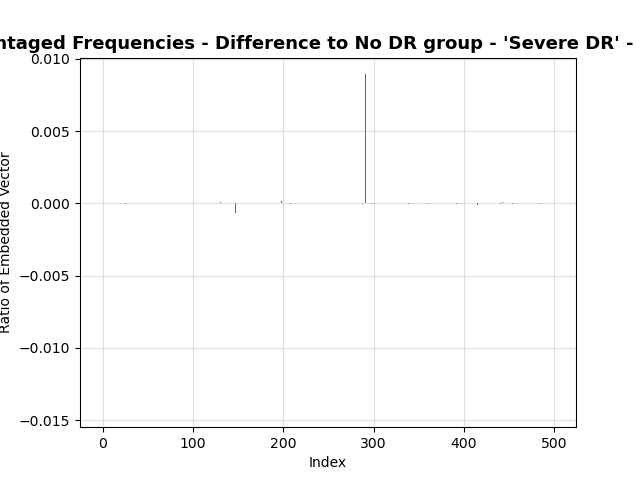 ntaged Frequencies - Difference to No DR group - 'Severe DR' -
0.010
0.005
0.000
−0.005
−0.010
−0.015
Ratio of Embedded Vector
0 100 200 300 400 500
Index